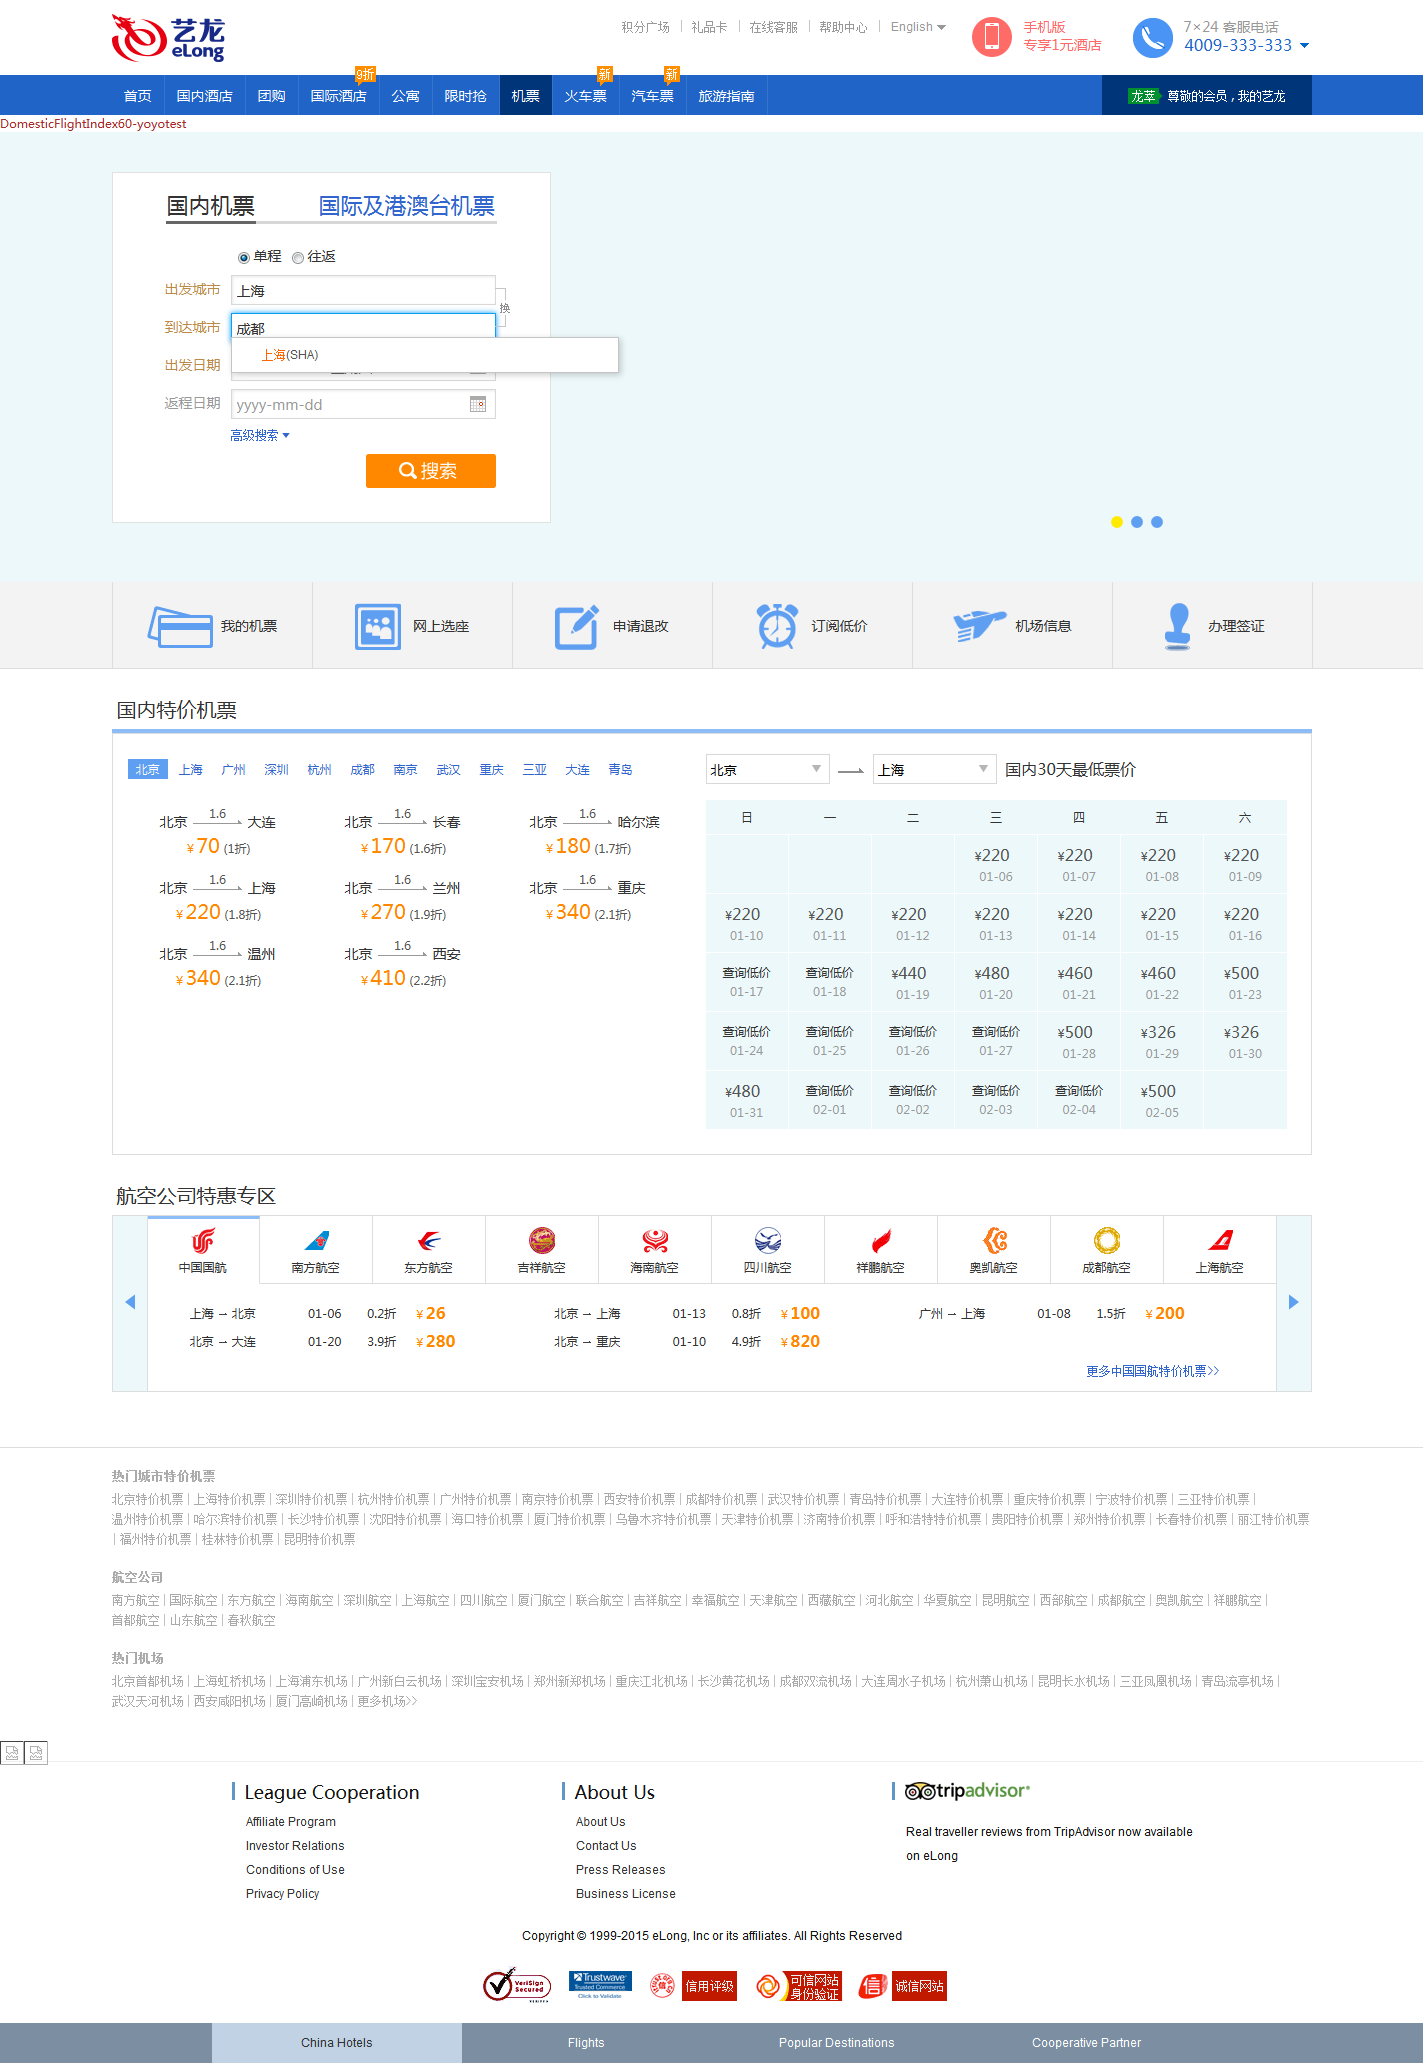 艺龙 eLong
积分广场 礼品卡 在线客服 帮助中心 English
手机版
专享1元酒店
7×24 客服电话
4009-333-333
首页 国内酒店 团购 国际酒店 9折 公寓 限时抢 机票 火车票 新 汽车票 新 旅游指南
龙萃 尊敬的会员，我的艺龙
DomesticFlightIndex60-yoyotest
国内机票 国际及港澳台机票
单程 往返
出发城市 上海
换
到达城市 成都
上海(SHA)
出发日期
返程日期 yyyy-mm-dd
高级搜索
搜索
我的机票 网上选座 申请退改 订阅低价 机场信息 办理签证
国内特价机票
北京 上海 广州 深圳 杭州 成都 南京 武汉 重庆 三亚 大连 青岛
北京 1.6 大连 北京 1.6 长春 北京 1.6 哈尔滨
¥70 (1折) ¥170 (1.6折) ¥180 (1.7折)
北京 1.6 上海 北京 1.6 兰州 北京 1.6 重庆
¥220 (1.8折) ¥270 (1.9折) ¥340 (2.1折)
北京 1.6 温州 北京 1.6 西安
¥340 (2.1折) ¥410 (2.2折)
北京 上海 国内30天最低票价
日 一 二 三 四 五 六
¥220 ¥220 ¥220 ¥220
01-06 01-07 01-08 01-09
¥220 ¥220 ¥220 ¥220 ¥220 ¥220 ¥220
01-10 01-11 01-12 01-13 01-14 01-15 01-16
查询低价 查询低价 ¥440 ¥480 ¥460 ¥460 ¥500
01-17 01-18 01-19 01-20 01-21 01-22 01-23
查询低价 查询低价 查询低价 查询低价 ¥500 ¥326 ¥326
01-24 01-25 01-26 01-27 01-28 01-29 01-30
¥480 查询低价 查询低价 查询低价 查询低价 ¥500
01-31 02-01 02-02 02-03 02-04 02-05
航空公司特惠专区
中国国航 南方航空 东方航空 吉祥航空 海南航空 四川航空 祥鹏航空 奥凯航空 成都航空 上海航空
上海 – 北京 01-06 0.2折 ¥26 北京 – 上海 01-13 0.8折 ¥100 广州 – 上海 01-08 1.5折 ¥200
北京 – 大连 01-20 3.9折 ¥280 北京 – 重庆 01-10 4.9折 ¥820
更多中国国航特价机票>>
热门城市特价机票
北京特价机票 | 上海特价机票 | 深圳特价机票 | 杭州特价机票 | 广州特价机票 | 南京特价机票 | 西安特价机票 | 成都特价机票 | 武汉特价机票 | 青岛特价机票 | 大连特价机票 | 重庆特价机票 | 宁波特价机票 | 三亚特价机票 |
温州特价机票 | 哈尔滨特价机票 | 长沙特价机票 | 沈阳特价机票 | 海口特价机票 | 厦门特价机票 | 乌鲁木齐特价机票 | 天津特价机票 | 济南特价机票 | 呼和浩特特价机票 | 贵阳特价机票 | 郑州特价机票 | 长春特价机票 | 丽江特价机票
| 福州特价机票 | 桂林特价机票 | 昆明特价机票
航空公司
南方航空 | 国际航空 | 东方航空 | 海南航空 | 深圳航空 | 上海航空 | 四川航空 | 厦门航空 | 联合航空 | 吉祥航空 | 幸福航空 | 天津航空 | 西藏航空 | 河北航空 | 华夏航空 | 昆明航空 | 西部航空 | 成都航空 | 奥凯航空 | 祥鹏航空 |
首都航空 | 山东航空 | 春秋航空
热门机场
北京首都机场 | 上海虹桥机场 | 上海浦东机场 | 广州新白云机场 | 深圳宝安机场 | 郑州新郑机场 | 重庆江北机场 | 长沙黄花机场 | 成都双流机场 | 大连周水子机场 | 杭州萧山机场 | 昆明长水机场 | 三亚凤凰机场 | 青岛流亭机场 |
武汉天河机场 | 西安咸阳机场 | 厦门高崎机场 | 更多机场>>
League Cooperation
Affiliate Program
Investor Relations
Conditions of Use
Privacy Policy
About Us
About Us
Contact Us
Press Releases
Business License
tripadvisor
Real traveller reviews from TripAdvisor now available
on eLong
Copyright © 1999-2015 eLong, Inc or its affiliates. All Rights Reserved
VeriSign Secured
Trustwave Trusted Commerce Click to Validate
信用评级
可信网站
身份验证
信 诚信网站
China Hotels Flights Popular Destinations Cooperative Partner